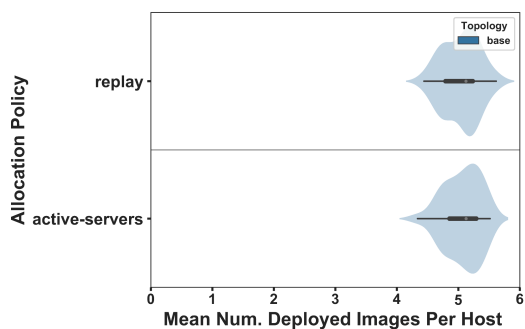 Topology
base
Allocation Policy
replay
active-servers
0 1 2 3 4 5 6
Mean Num. Deployed Images Per Host